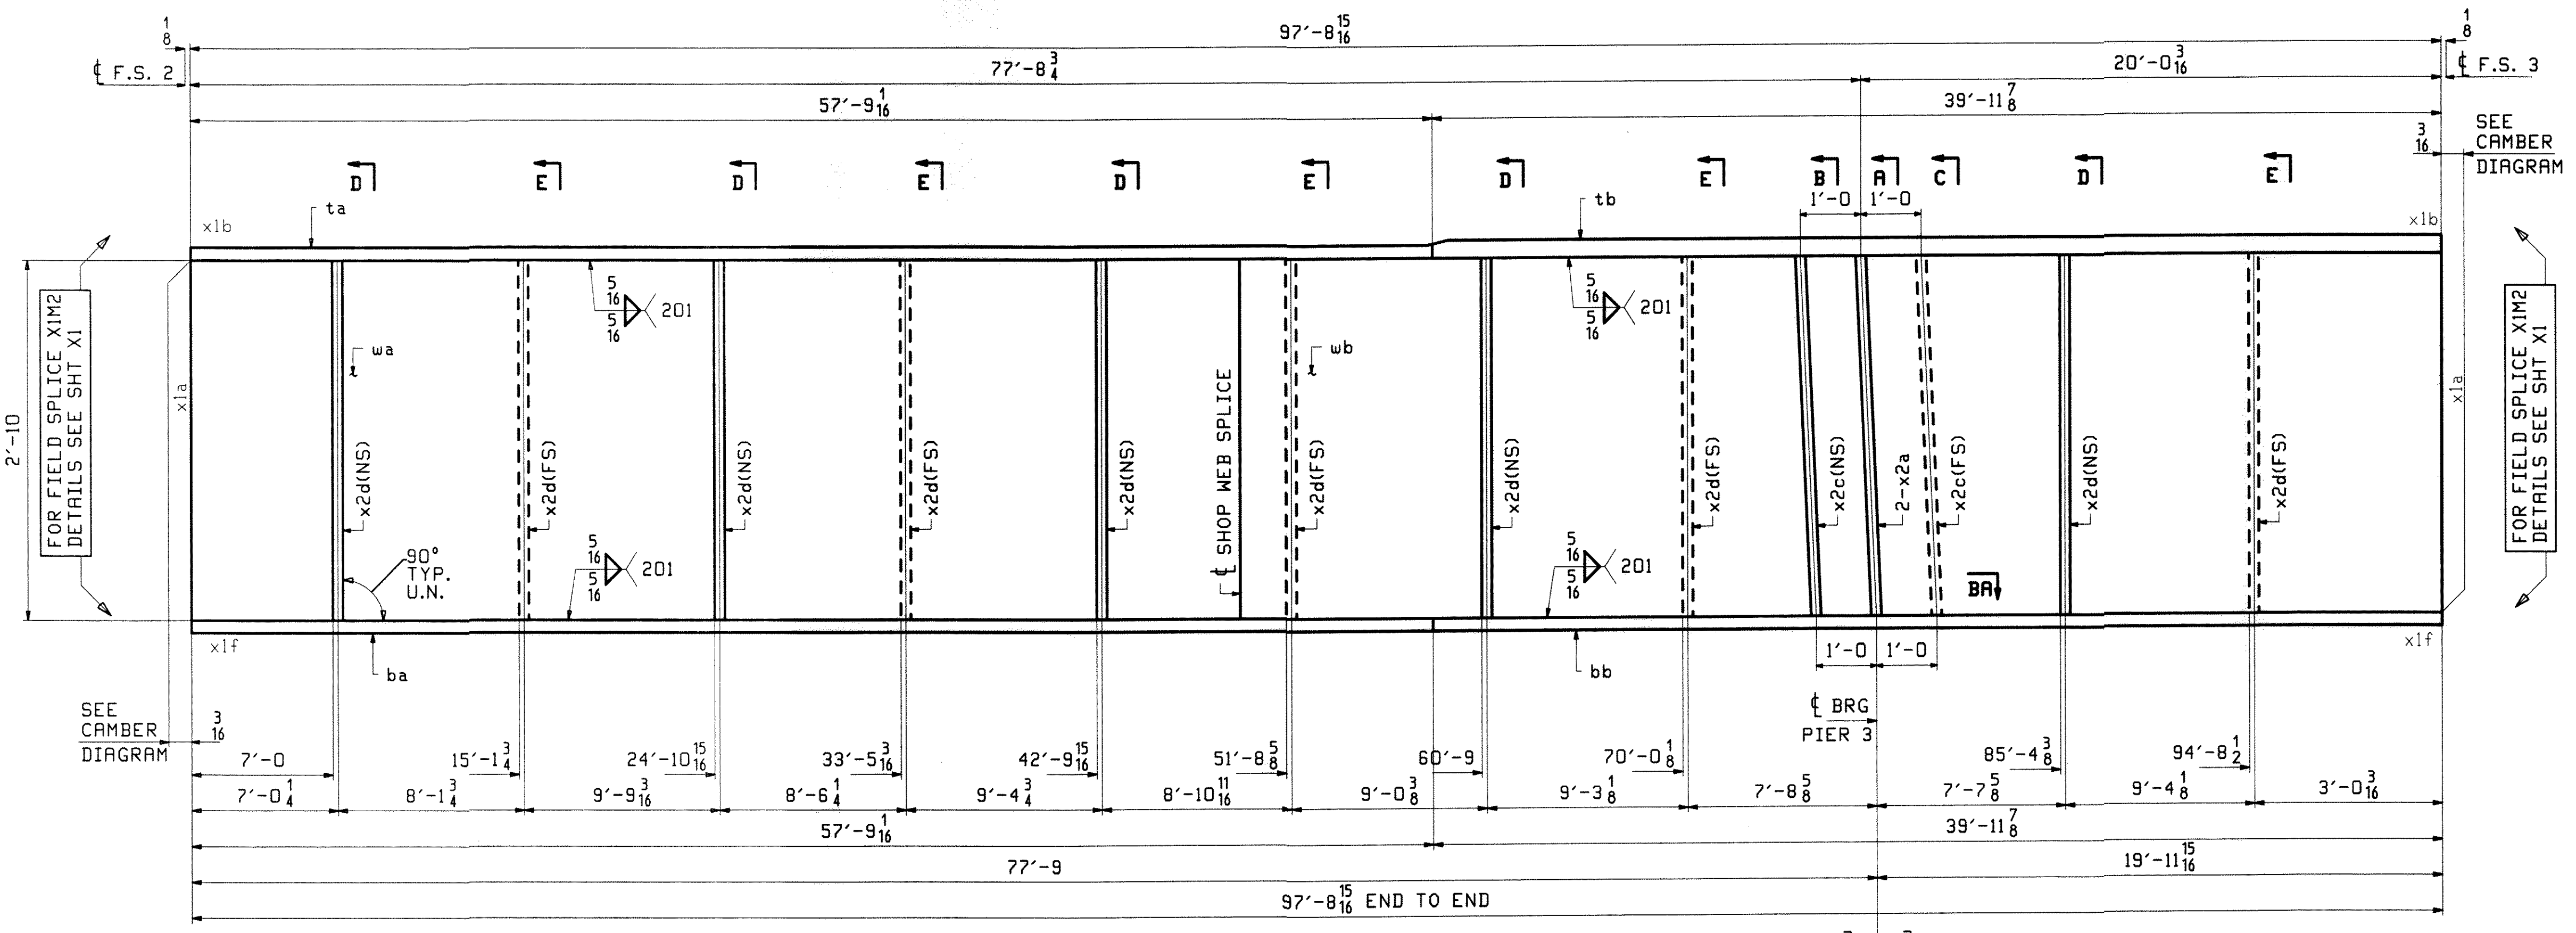 1/8
97′-8 15/16
1/8
℄ F.S. 2
77′-8 3/4
20′-0 3/16
℄ F.S. 3
57′-9 1/16
39′-11 7/8
3/16
SEE
CAMBER
DIAGRAM
D E D E D E D E B A C D E
1′-0 1′-0
x1b
ta
tb
x1b
FOR FIELD SPLICE X1M2
DETAILS SEE SHT X1
2′-10
x1a
5/16
5/16
201
5/16
5/16
201
wa
wb
x2d(NS)
x2d(FS)
x2d(NS)
x2d(FS)
x2d(NS)
℄ SHOP WEB SPLICE
x2d(FS)
x2d(NS)
x2d(FS)
x2c(NS)
2-x2a
x2c(FS)
x2d(NS)
x2d(FS)
x1a
FOR FIELD SPLICE X1M2
DETAILS SEE SHT X1
90°
TYP.
U.N.
5/16
5/16
201
5/16
5/16
201
BA
x1f
ba
bb
1′-0 1′-0
x1f
SEE
CAMBER
DIAGRAM
3/16
℄ BRG
PIER 3
7′-0
15′-1 3/4
24′-10 15/16
33′-5 3/16
42′-9 15/16
51′-8 5/8
60′-9
70′-0 1/8
85′-4 3/8
94′-8 1/2
7′-0 1/4
8′-1 3/4
9′-9 3/16
8′-6 1/4
9′-4 3/4
8′-10 11/16
9′-0 3/8
9′-3 1/8
7′-8 5/8
7′-7 5/8
9′-4 1/8
3′-0 3/16
57′-9 1/16
39′-11 7/8
77′-9
19′-11 15/16
97′-8 15/16 END TO END